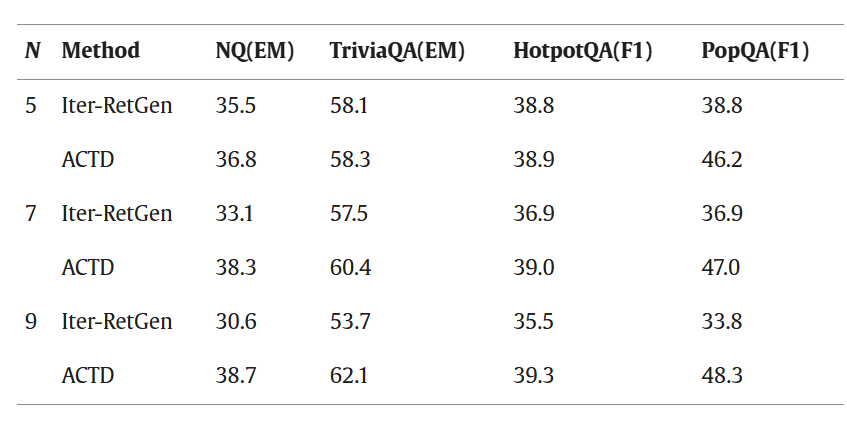 N Method NQ(EM) TriviaQA(EM) HotpotQA(F1) PopQA(F1)
5 Iter-RetGen 35.5 58.1 38.8 38.8
ACTD 36.8 58.3 38.9 46.2
7 Iter-RetGen 33.1 57.5 36.9 36.9
ACTD 38.3 60.4 39.0 47.0
9 Iter-RetGen 30.6 53.7 35.5 33.8
ACTD 38.7 62.1 39.3 48.3